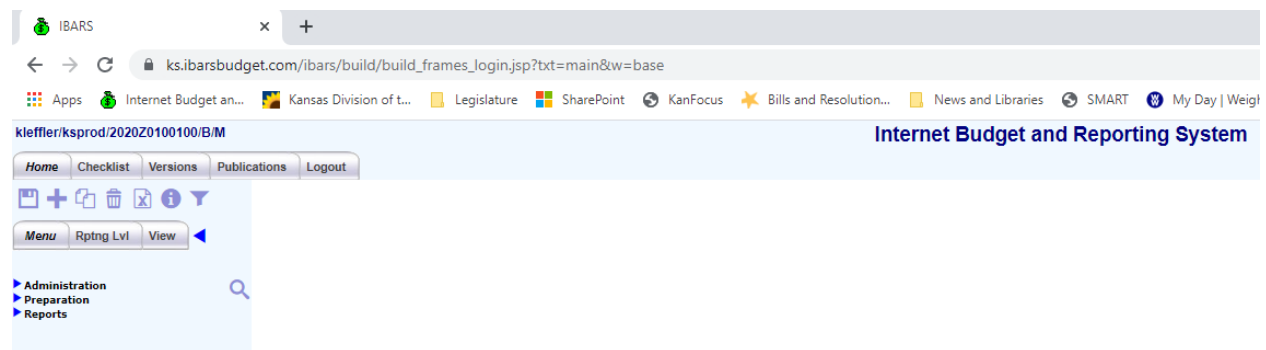 IBARS
ks.ibarsbudget.com/ibars/build/build_frames_login.jsp?txt=main&w=base
Apps Internet Budget an... Kansas Division of t... Legislature SharePoint KanFocus Bills and Resolution... News and Libraries SMART My Day | Weigh
kleffler/ksprod/2020Z0100100/B/M Internet Budget and Reporting System
Home Checklist Versions Publications Logout
Menu Rptng Lvl View
Administration
Preparation
Reports